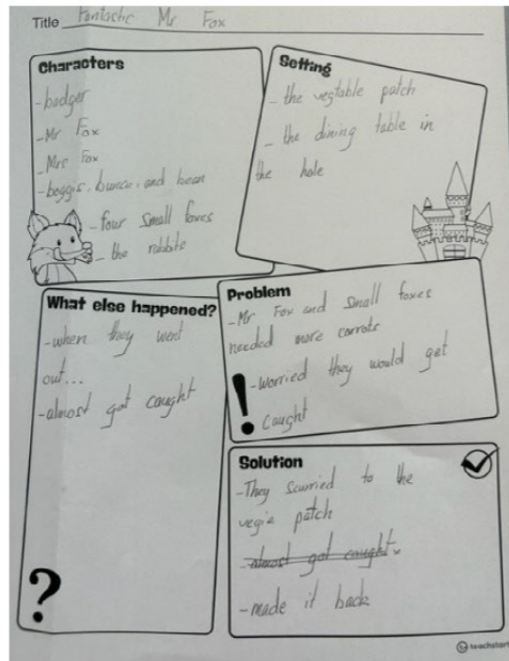 Title Fantastic Mr Fox
Characters
-badger
-Mr Fox
-Mrs Fox
-boggis, bunce, and bean
-four small foxes
- the rabbits
Setting
- the vegtable patch
- the dining table in
the hole
What else happened?
-when they went
out...
-almost got caught
?
Problem
-Mr Fox and small foxes
needed more carrots
-worried they would get
caught
!
Solution
-They scurried to the
vegie patch
-almost got caught x
-made it back
teachstart